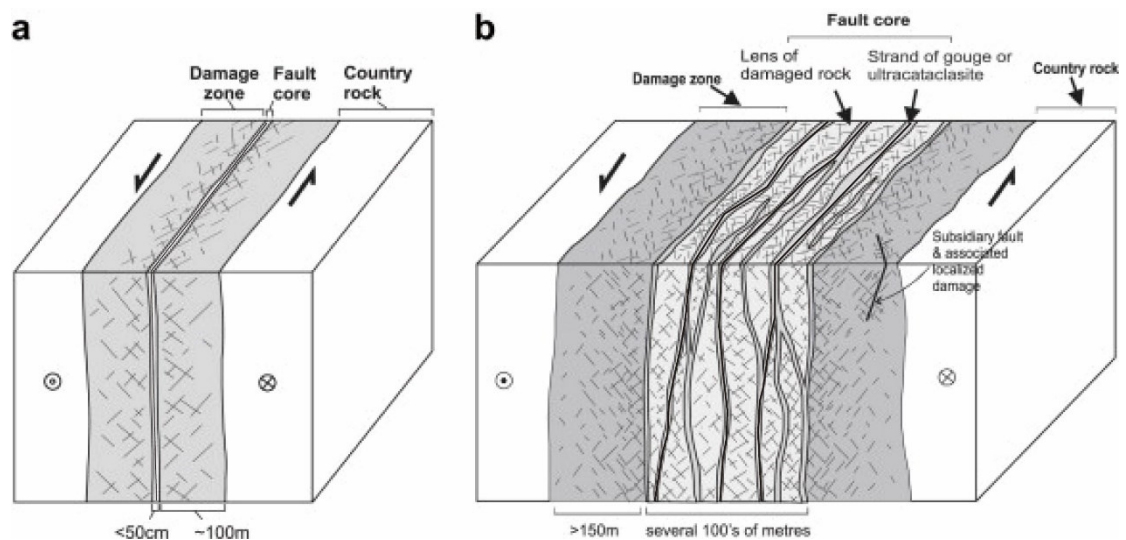 a
Damage
zone
Fault
core
Country
rock
<50cm
~100m
b
Fault core
Lens of
damaged rock
Strand of gouge or
ultracataclasite
Damage zone
Country rock
Subsidiary fault
& associated
localized
damage
>150m
several 100's of metres